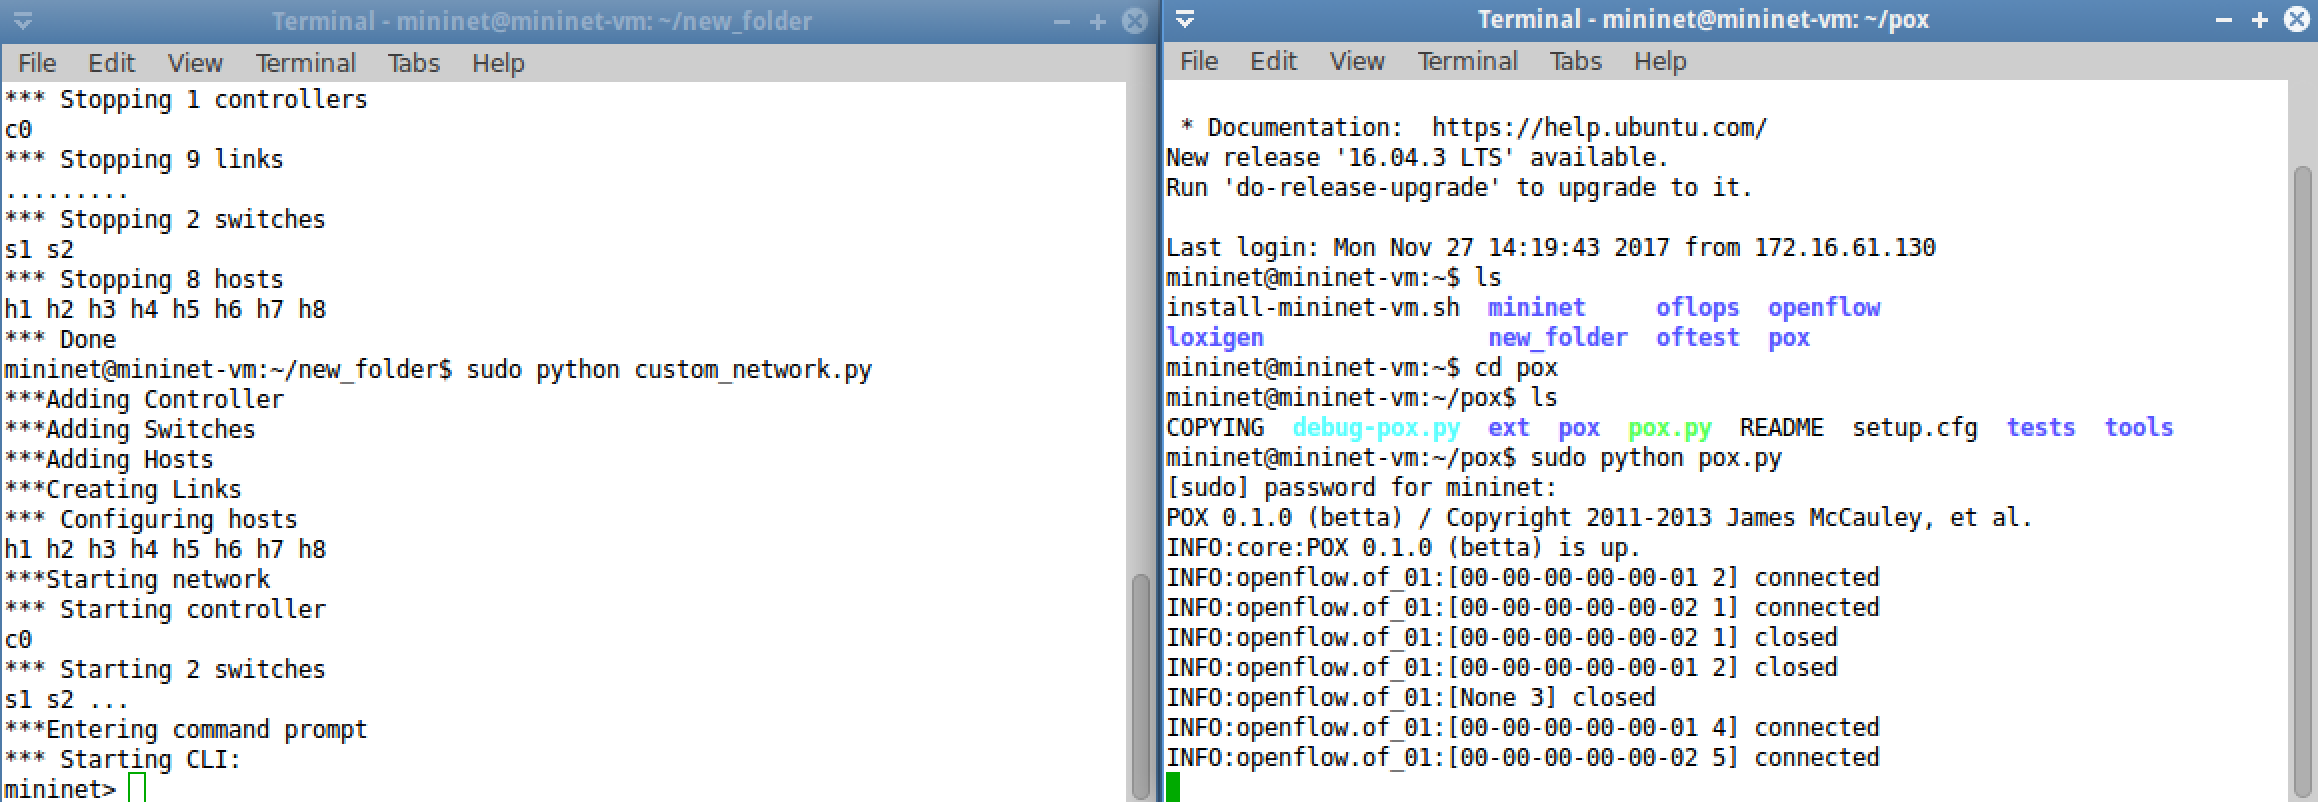 Terminal - mininet@mininet-vm: ~/new_folder
File Edit View Terminal Tabs Help
*** Stopping 1 controllers
c0
*** Stopping 9 links
.........
*** Stopping 2 switches
s1 s2
*** Stopping 8 hosts
h1 h2 h3 h4 h5 h6 h7 h8
*** Done
mininet@mininet-vm:~/new_folder$ sudo python custom_network.py
***Adding Controller
***Adding Switches
***Adding Hosts
***Creating Links
*** Configuring hosts
h1 h2 h3 h4 h5 h6 h7 h8
***Starting network
*** Starting controller
c0
*** Starting 2 switches
s1 s2 ...
***Entering command prompt
*** Starting CLI:
mininet>
Terminal - mininet@mininet-vm: ~/pox
File Edit View Terminal Tabs Help
* Documentation:  https://help.ubuntu.com/
New release '16.04.3 LTS' available.
Run 'do-release-upgrade' to upgrade to it.
Last login: Mon Nov 27 14:19:43 2017 from 172.16.61.130
mininet@mininet-vm:~$ ls
install-mininet-vm.sh  mininet     oflops  openflow
loxigen                new_folder  oftest  pox
mininet@mininet-vm:~$ cd pox
mininet@mininet-vm:~/pox$ ls
COPYING  debug-pox.py  ext  pox  pox.py  README  setup.cfg  tests  tools
mininet@mininet-vm:~/pox$ sudo python pox.py
[sudo] password for mininet:
POX 0.1.0 (betta) / Copyright 2011-2013 James McCauley, et al.
INFO:core:POX 0.1.0 (betta) is up.
INFO:openflow.of_01:[00-00-00-00-00-01 2] connected
INFO:openflow.of_01:[00-00-00-00-00-02 1] connected
INFO:openflow.of_01:[00-00-00-00-00-02 1] closed
INFO:openflow.of_01:[00-00-00-00-00-01 2] closed
INFO:openflow.of_01:[None 3] closed
INFO:openflow.of_01:[00-00-00-00-00-01 4] connected
INFO:openflow.of_01:[00-00-00-00-00-02 5] connected